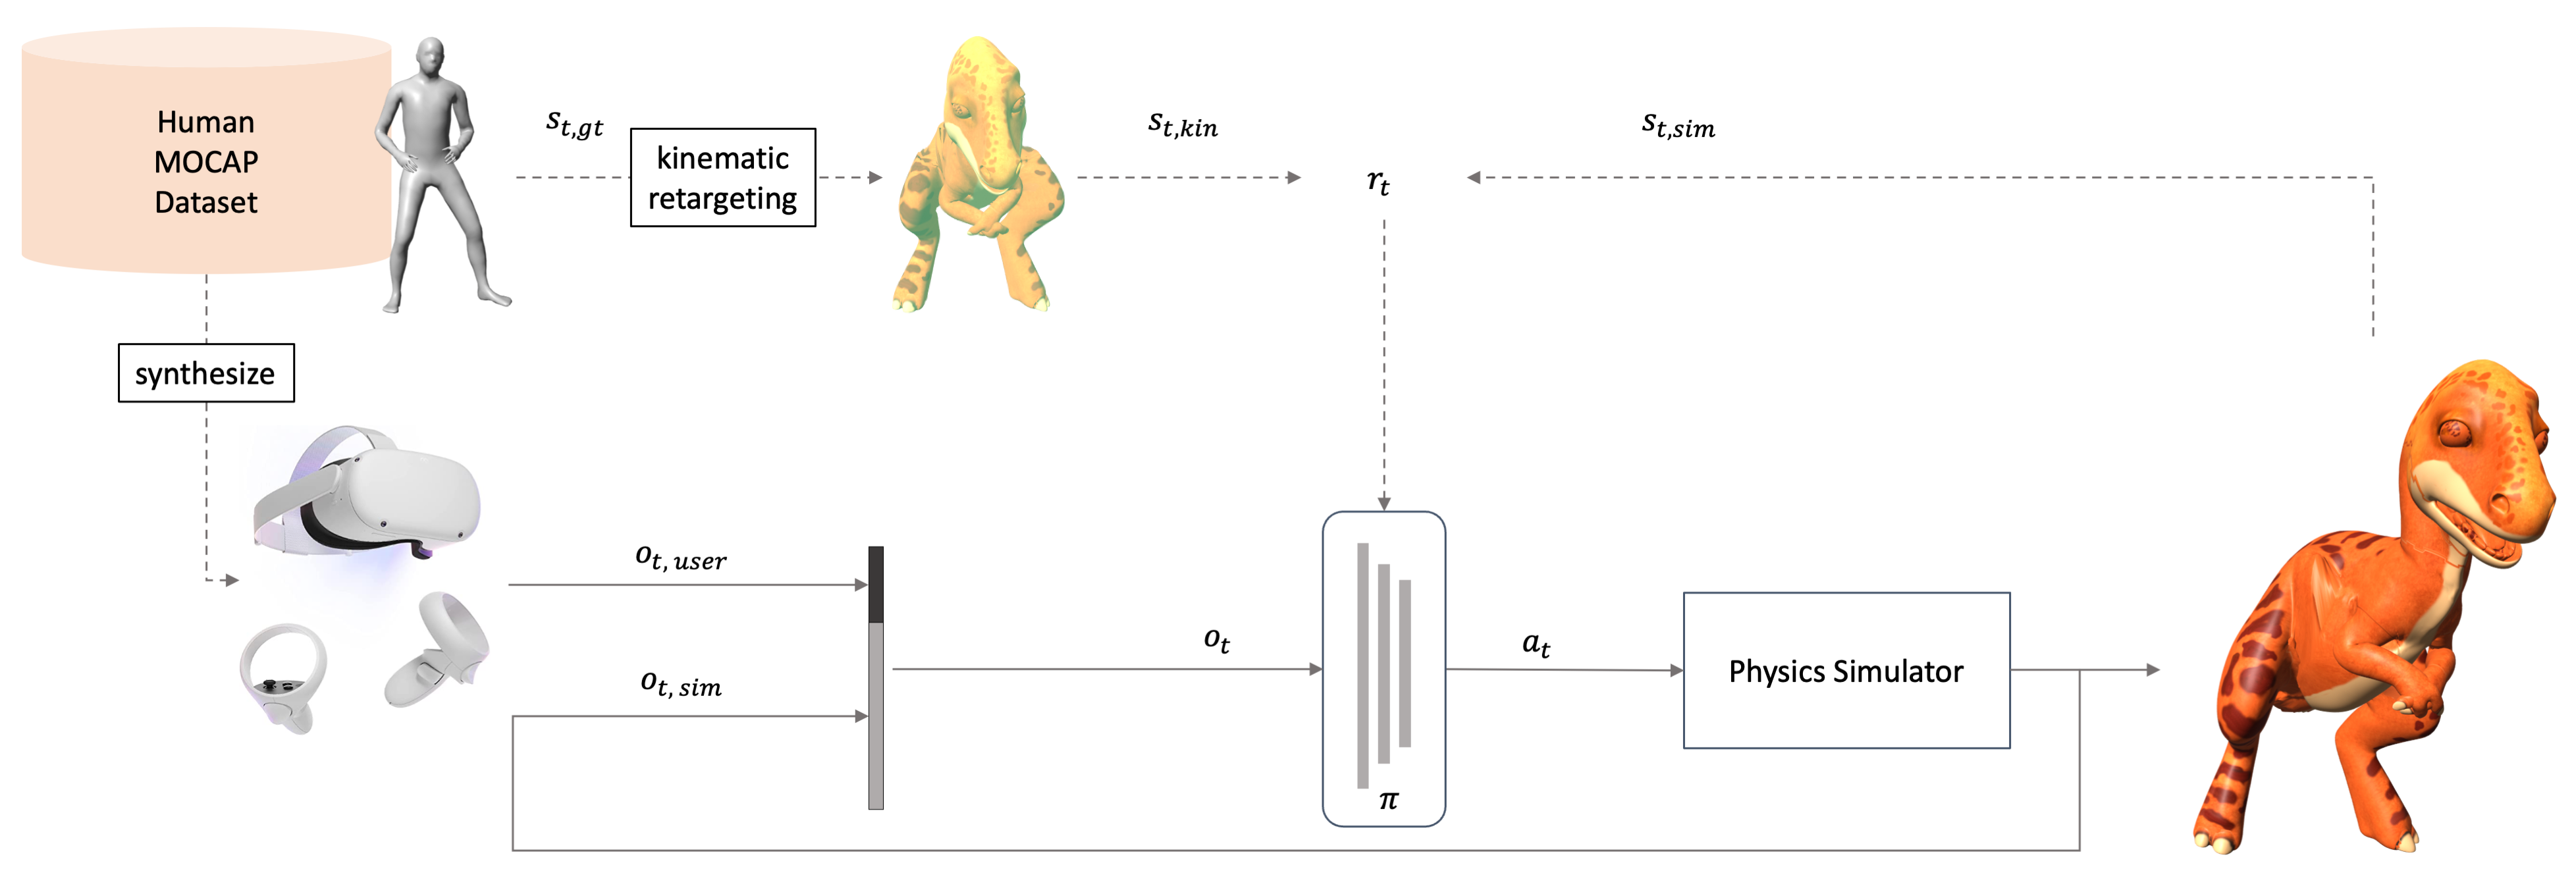 Human
MOCAP
Dataset
s_{t,gt}
kinematic
retargeting
s_{t,kin}
r_t
s_{t,sim}
synthesize
o_{t,user}
o_{t,sim}
o_t
π
a_t
Physics Simulator